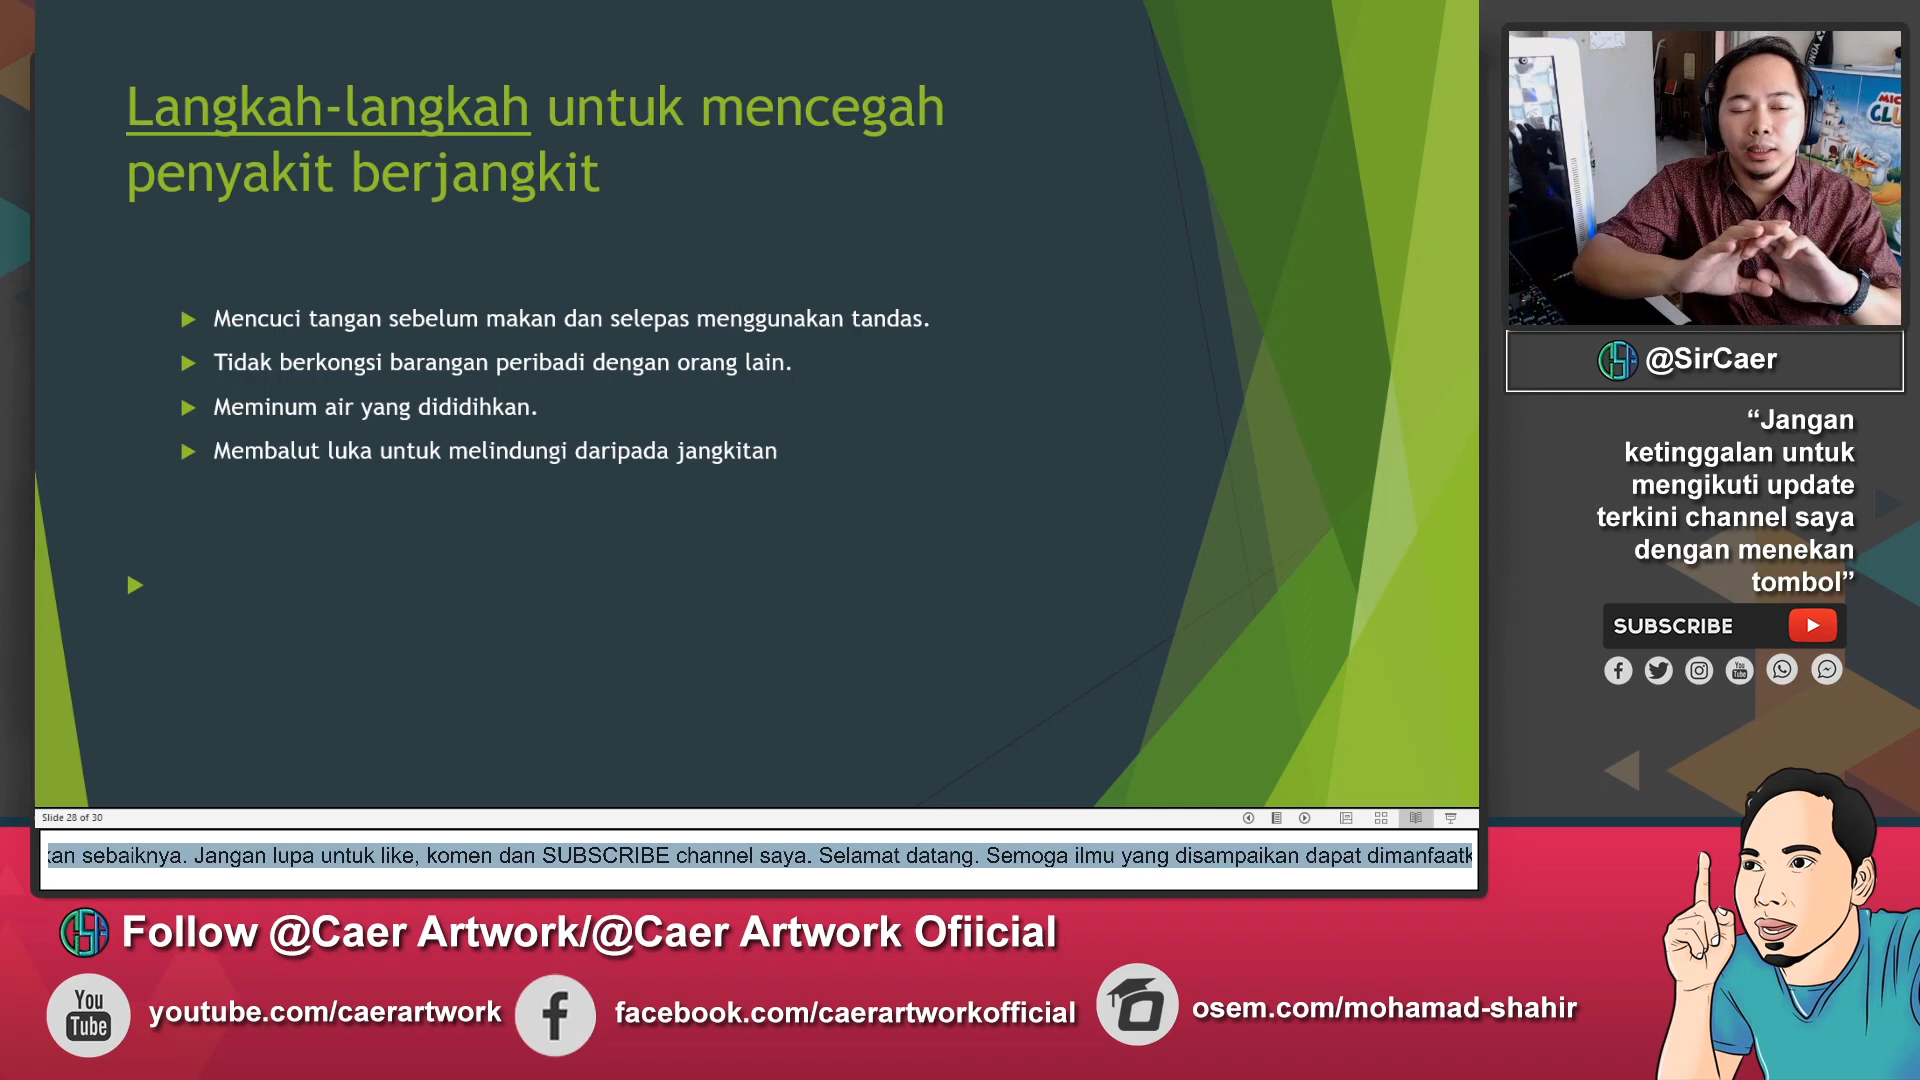 Langkah-langkah untuk mencegah
penyakit berjangkit
Mencuci tangan sebelum makan dan selepas menggunakan tandas.
Tidak berkongsi barangan peribadi dengan orang lain.
Meminum air yang dididihkan.
Membalut luka untuk melindungi daripada jangkitan
Slide 28 of 30
kan sebaiknya. Jangan lupa untuk like, komen dan SUBSCRIBE channel saya. Selamat datang. Semoga ilmu yang disampaikan dapat dimanfaatk
@SirCaer
“Jangan
ketinggalan untuk
mengikuti update
terkini channel saya
dengan menekan
tombol”
SUBSCRIBE
You
Tube
Follow @Caer Artwork/@Caer Artwork Ofiicial
You
Tube
youtube.com/caerartwork
facebook.com/caerartworkofficial
osem.com/mohamad-shahir